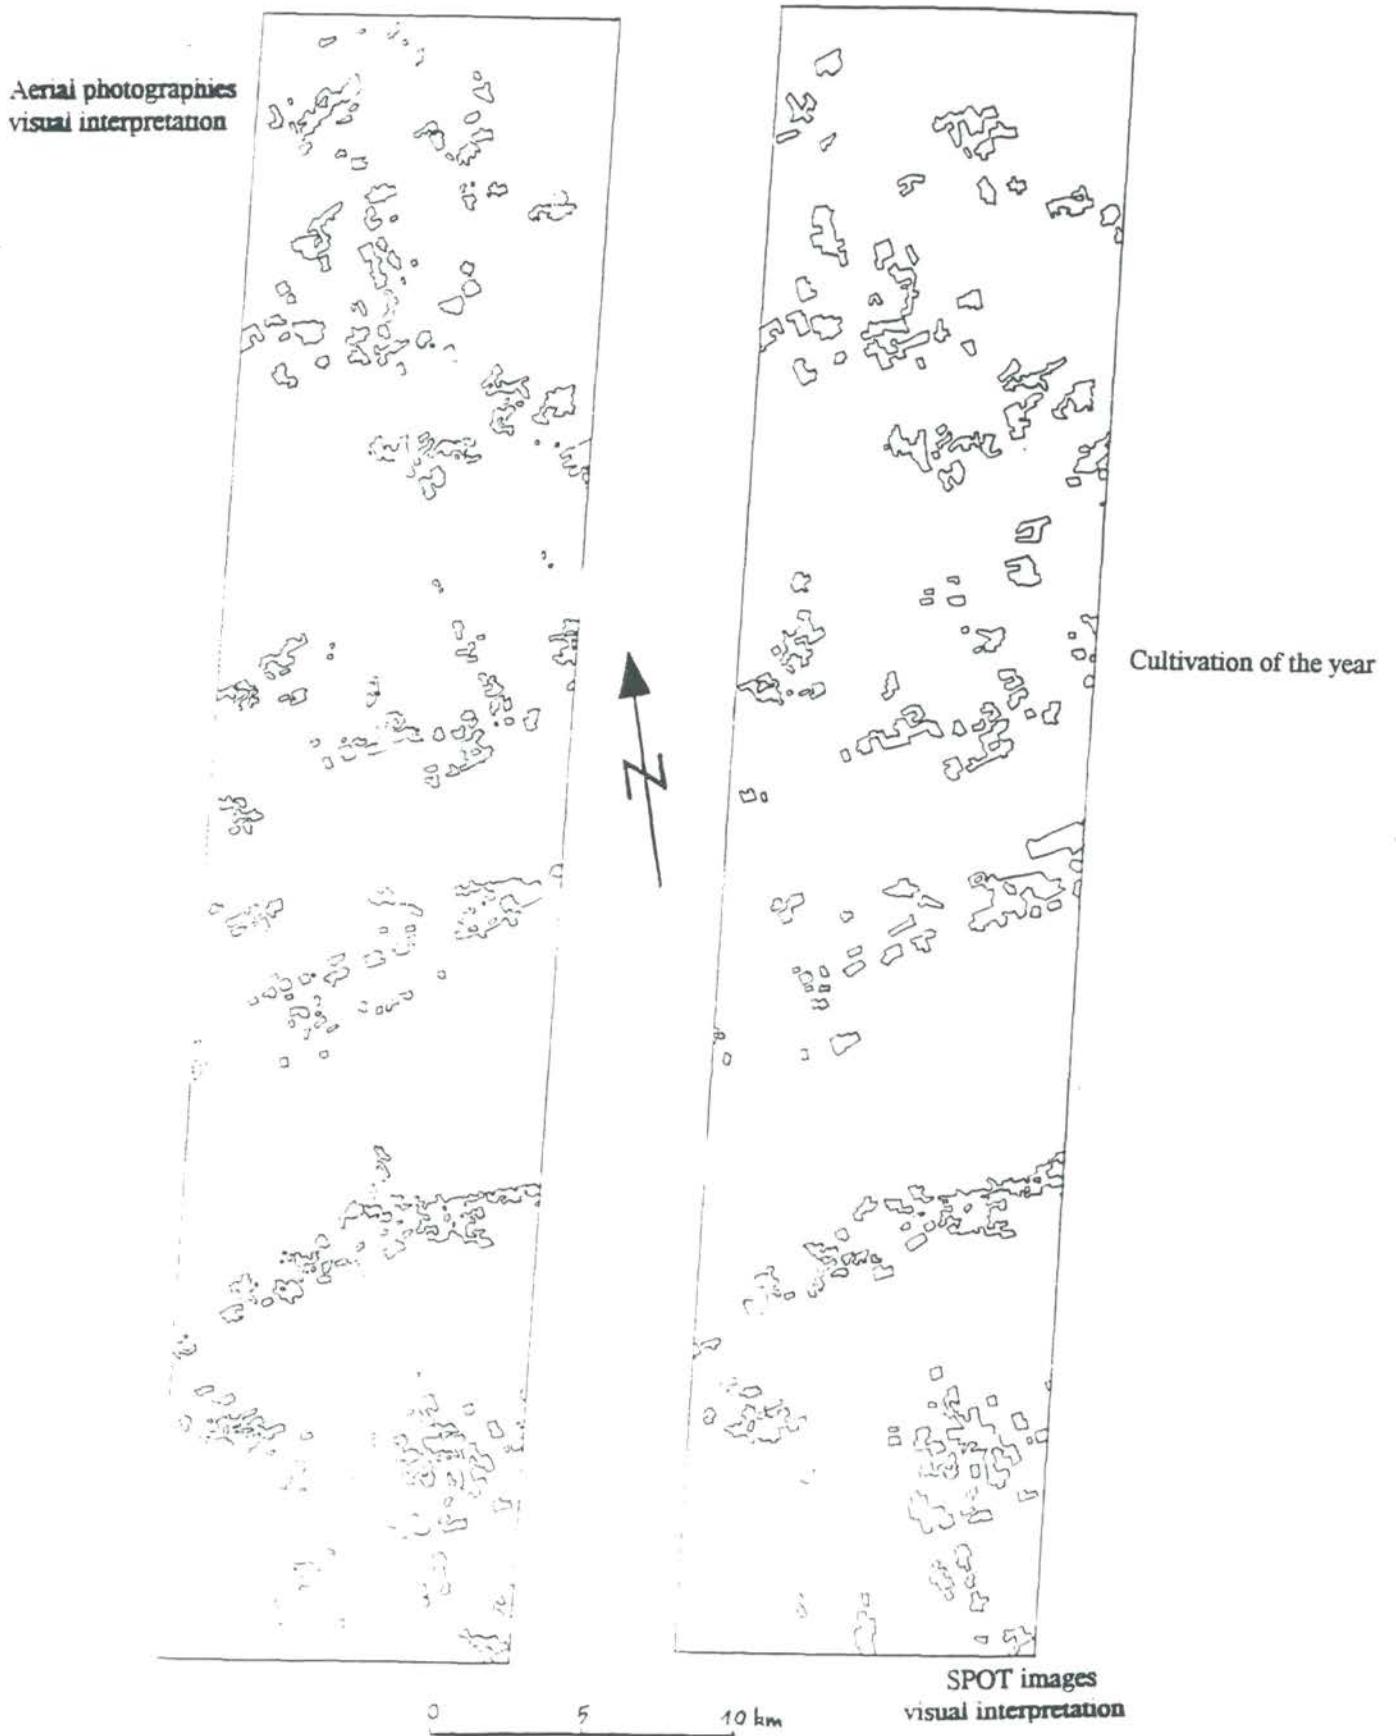 Aerial photographies
visual interpretation
N
Cultivation of the year
SPOT images
visual interpretation
0 5 10 km